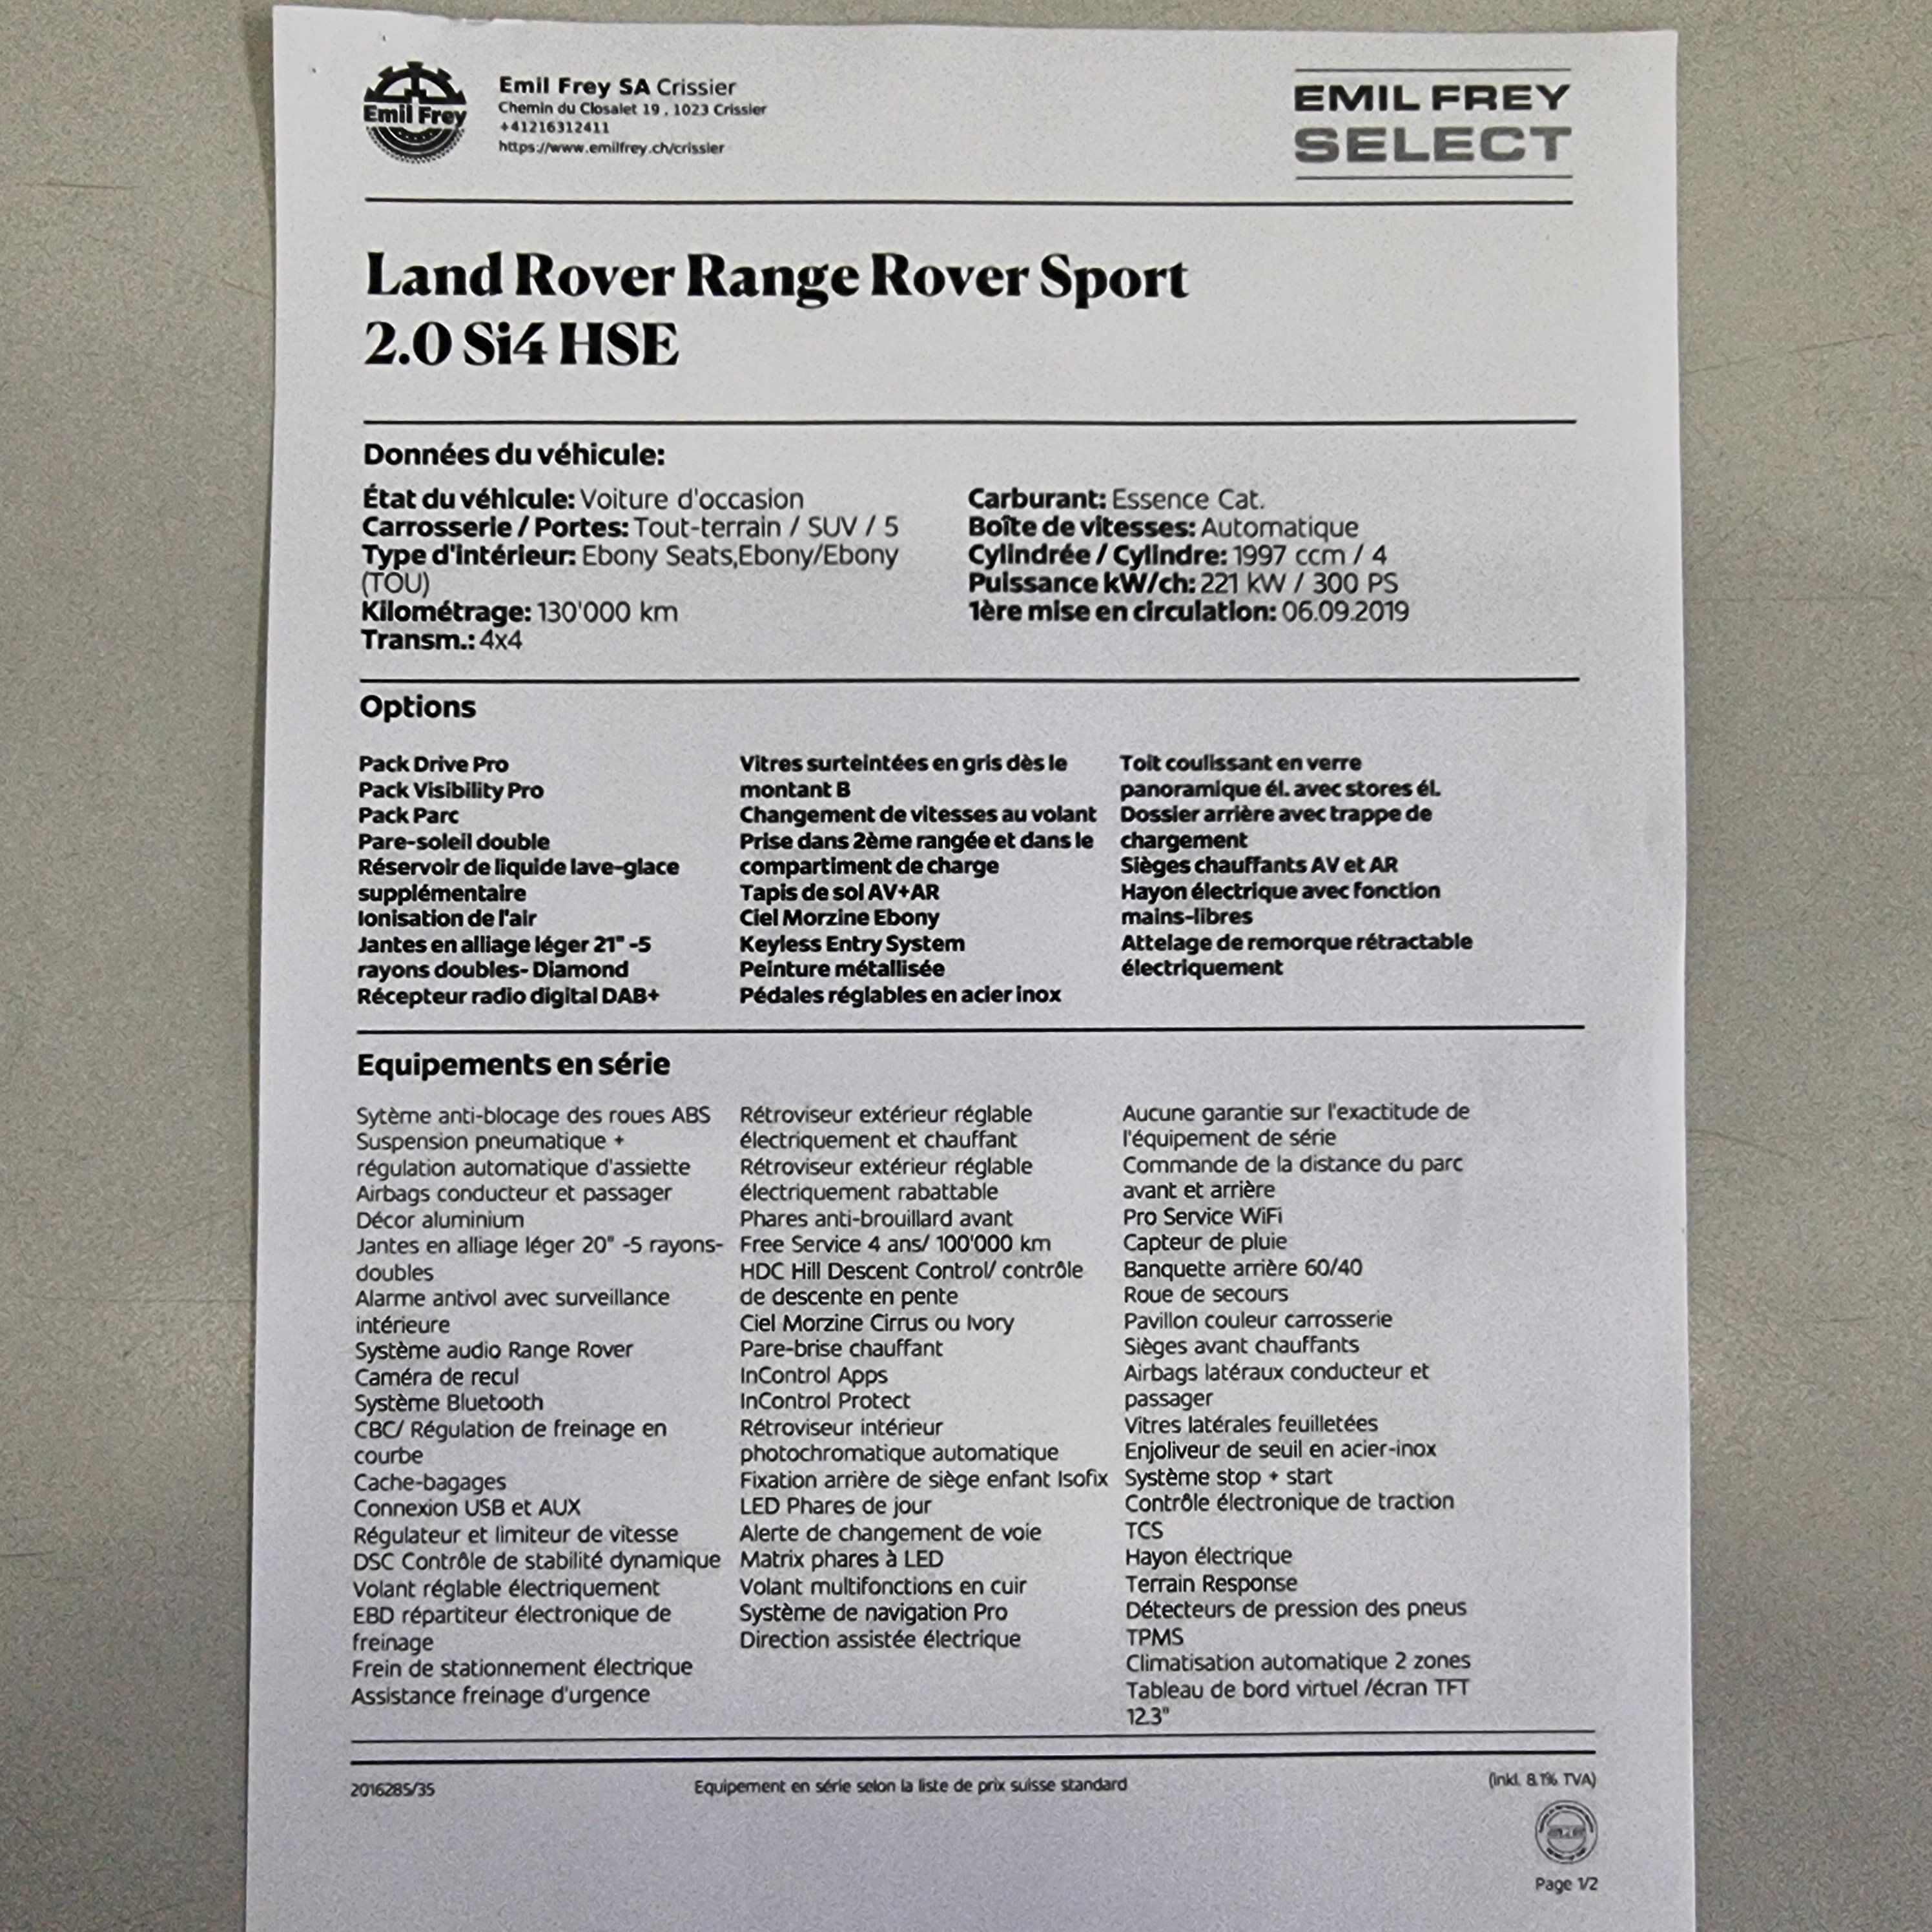 Emil Frey
Emil Frey SA Crissier
Chemin du Closalet 19 . 1023 Crissier
+41216312411
https://www.emilfrey.ch/crissier
EMIL FREY
SELECT
Land Rover Range Rover Sport
2.0 Si4 HSE
Données du véhicule:
État du véhicule: Voiture d'occasion
Carrosserie / Portes: Tout-terrain / SUV / 5
Type d'intérieur: Ebony Seats,Ebony/Ebony
(TOU)
Kilométrage: 130'000 km
Transm.: 4x4
Carburant: Essence Cat.
Boîte de vitesses: Automatique
Cylindrée / Cylindre: 1997 ccm / 4
Puissance kW/ch: 221 kW / 300 PS
1ère mise en circulation: 06.09.2019
Options
Pack Drive Pro
Pack Visibility Pro
Pack Parc
Pare-soleil double
Réservoir de liquide lave-glace
supplémentaire
Ionisation de l'air
Jantes en alliage léger 21" -5
rayons doubles- Diamond
Récepteur radio digital DAB+
Vitres surteintées en gris dès le
montant B
Changement de vitesses au volant
Prise dans 2ème rangée et dans le
compartiment de charge
Tapis de sol AV+AR
Ciel Morzine Ebony
Keyless Entry System
Peinture métallisée
Pédales réglables en acier inox
Toit coulissant en verre
panoramique él. avec stores él.
Dossier arrière avec trappe de
chargement
Sièges chauffants AV et AR
Hayon électrique avec fonction
mains-libres
Attelage de remorque rétractable
électriquement
Equipements en série
Sytème anti-blocage des roues ABS
Suspension pneumatique +
régulation automatique d'assiette
Airbags conducteur et passager
Décor aluminium
Jantes en alliage léger 20" -5 rayons-
doubles
Alarme antivol avec surveillance
intérieure
Système audio Range Rover
Caméra de recul
Système Bluetooth
CBC/ Régulation de freinage en
courbe
Cache-bagages
Connexion USB et AUX
Régulateur et limiteur de vitesse
DSC Contrôle de stabilité dynamique
Volant réglable électriquement
EBD répartiteur électronique de
freinage
Frein de stationnement électrique
Assistance freinage d'urgence
Rétroviseur extérieur réglable
électriquement et chauffant
Rétroviseur extérieur réglable
électriquement rabattable
Phares anti-brouillard avant
Free Service 4 ans/ 100'000 km
HDC Hill Descent Control/ contrôle
de descente en pente
Ciel Morzine Cirrus ou Ivory
Pare-brise chauffant
InControl Apps
InControl Protect
Rétroviseur intérieur
photochromatique automatique
Fixation arrière de siège enfant Isofix
LED Phares de jour
Alerte de changement de voie
Matrix phares à LED
Volant multifonctions en cuir
Système de navigation Pro
Direction assistée électrique
Aucune garantie sur l'exactitude de
l'équipement de série
Commande de la distance du parc
avant et arrière
Pro Service WiFi
Capteur de pluie
Banquette arrière 60/40
Roue de secours
Pavillon couleur carrosserie
Sièges avant chauffants
Airbags latéraux conducteur et
passager
Vitres latérales feuilletées
Enjoliveur de seuil en acier-inox
Système stop + start
Contrôle électronique de traction
TCS
Hayon électrique
Terrain Response
Détecteurs de pression des pneus
TPMS
Climatisation automatique 2 zones
Tableau de bord virtuel /écran TFT
12.3"
2016285/35
Equipement en série selon la liste de prix suisse standard
(inkl. 8.1% TVA)
Page 1/2